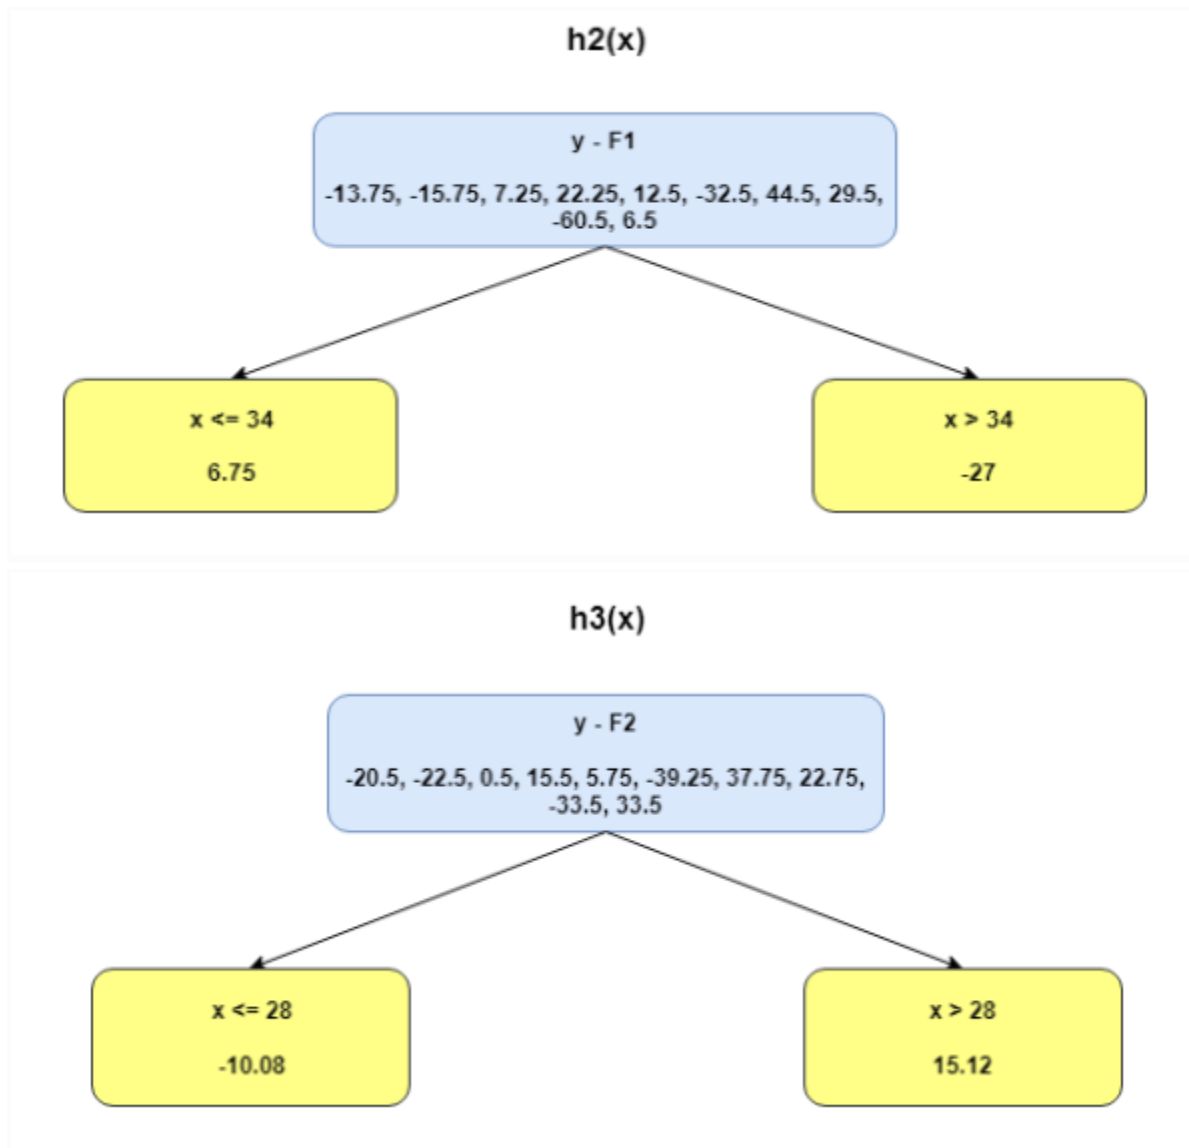 h2(x)
y - F1
-13.75, -15.75, 7.25, 22.25, 12.5, -32.5, 44.5, 29.5,
-60.5, 6.5
x <= 34
6.75
x > 34
-27
h3(x)
y - F2
-20.5, -22.5, 0.5, 15.5, 5.75, -39.25, 37.75, 22.75,
-33.5, 33.5
x <= 28
-10.08
x > 28
15.12